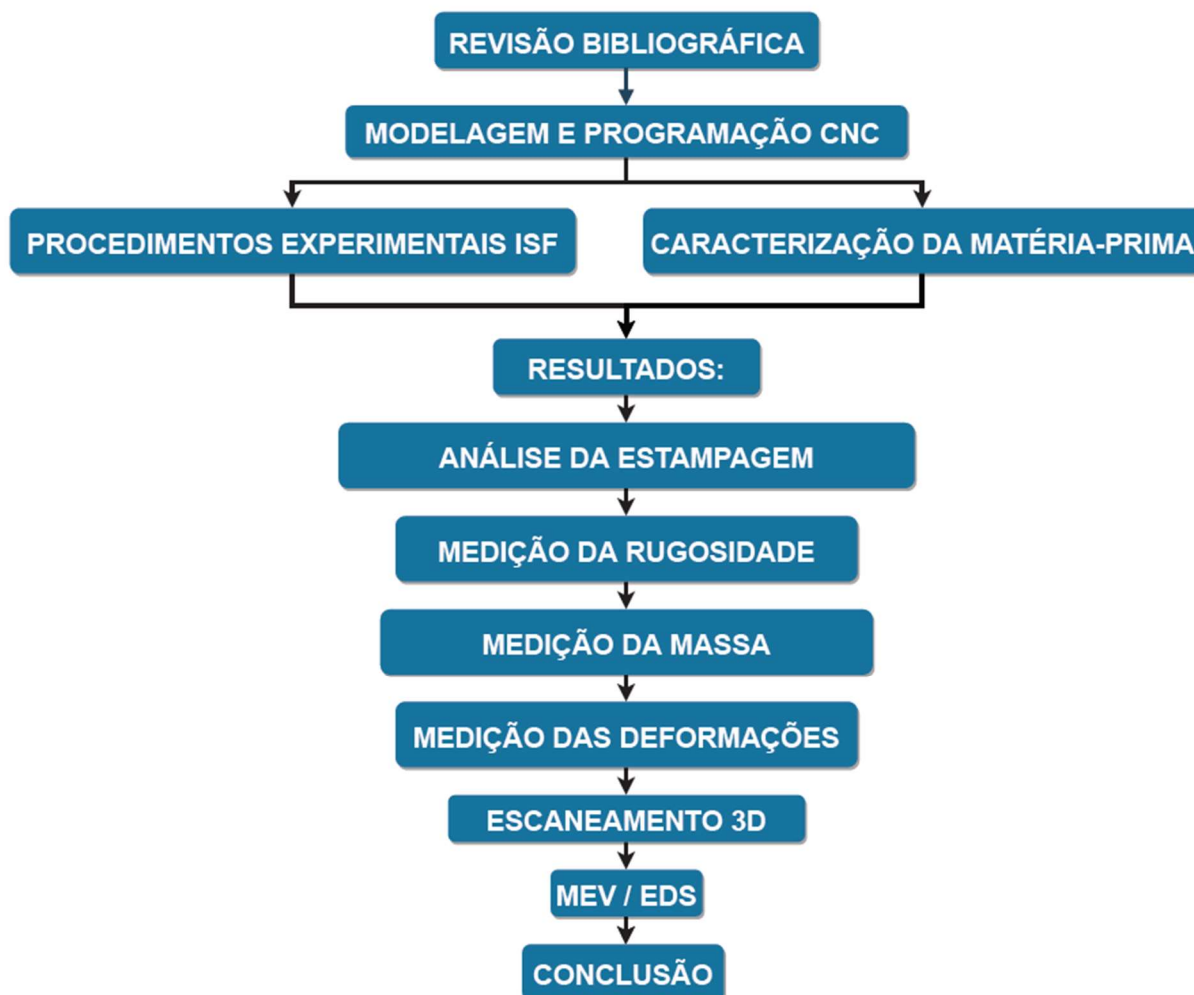 REVISÃO BIBLIOGRÁFICA
MODELAGEM E PROGRAMAÇÃO CNC
PROCEDIMENTOS EXPERIMENTAIS ISF
CARACTERIZAÇÃO DA MATÉRIA-PRIMA
RESULTADOS:
ANÁLISE DA ESTAMPAGEM
MEDIÇÃO DA RUGOSIDADE
MEDIÇÃO DA MASSA
MEDIÇÃO DAS DEFORMAÇÕES
ESCANEAMENTO 3D
MEV / EDS
CONCLUSÃO